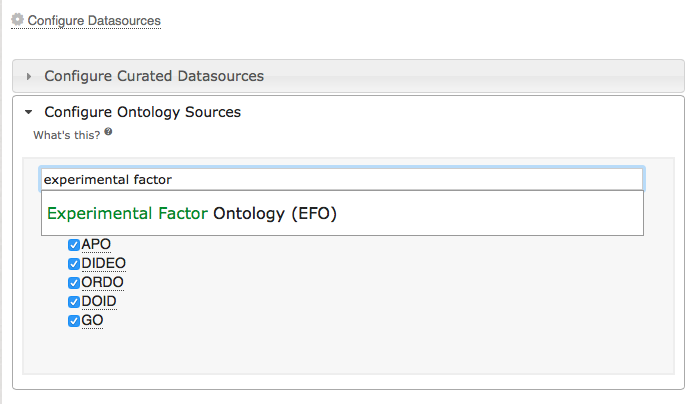 Configure Datasources
Configure Curated Datasources
Configure Ontology Sources
What's this? ?
experimental factor
Experimental Factor Ontology (EFO)
APO
DIDEO
ORDO
DOID
GO